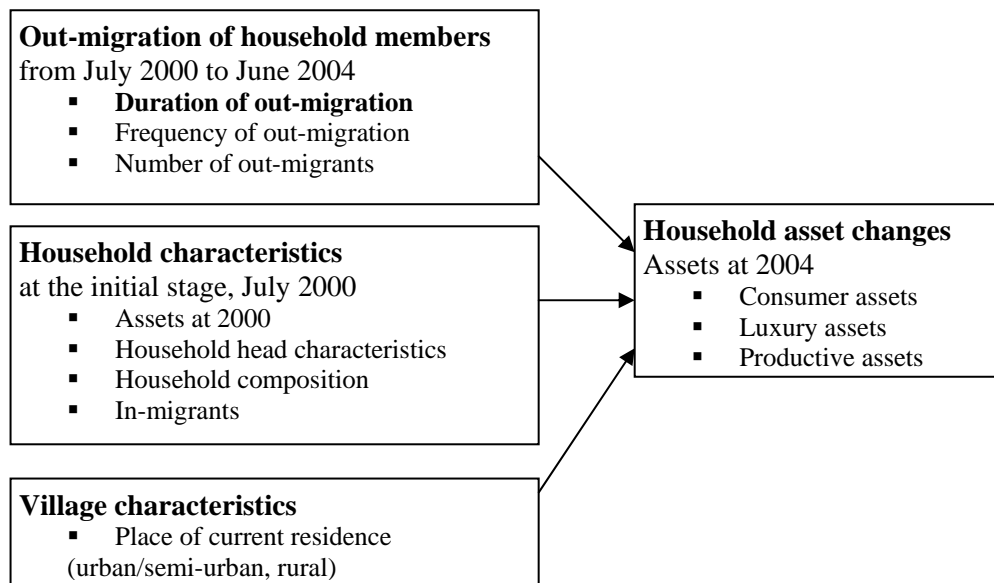 Out-migration of household members
from July 2000 to June 2004
▪ Duration of out-migration
▪ Frequency of out-migration
▪ Number of out-migrants
Household characteristics
at the initial stage, July 2000
▪ Assets at 2000
▪ Household head characteristics
▪ Household composition
▪ In-migrants
Village characteristics
▪ Place of current residence
(urban/semi-urban, rural)
Household asset changes
Assets at 2004
▪ Consumer assets
▪ Luxury assets
▪ Productive assets